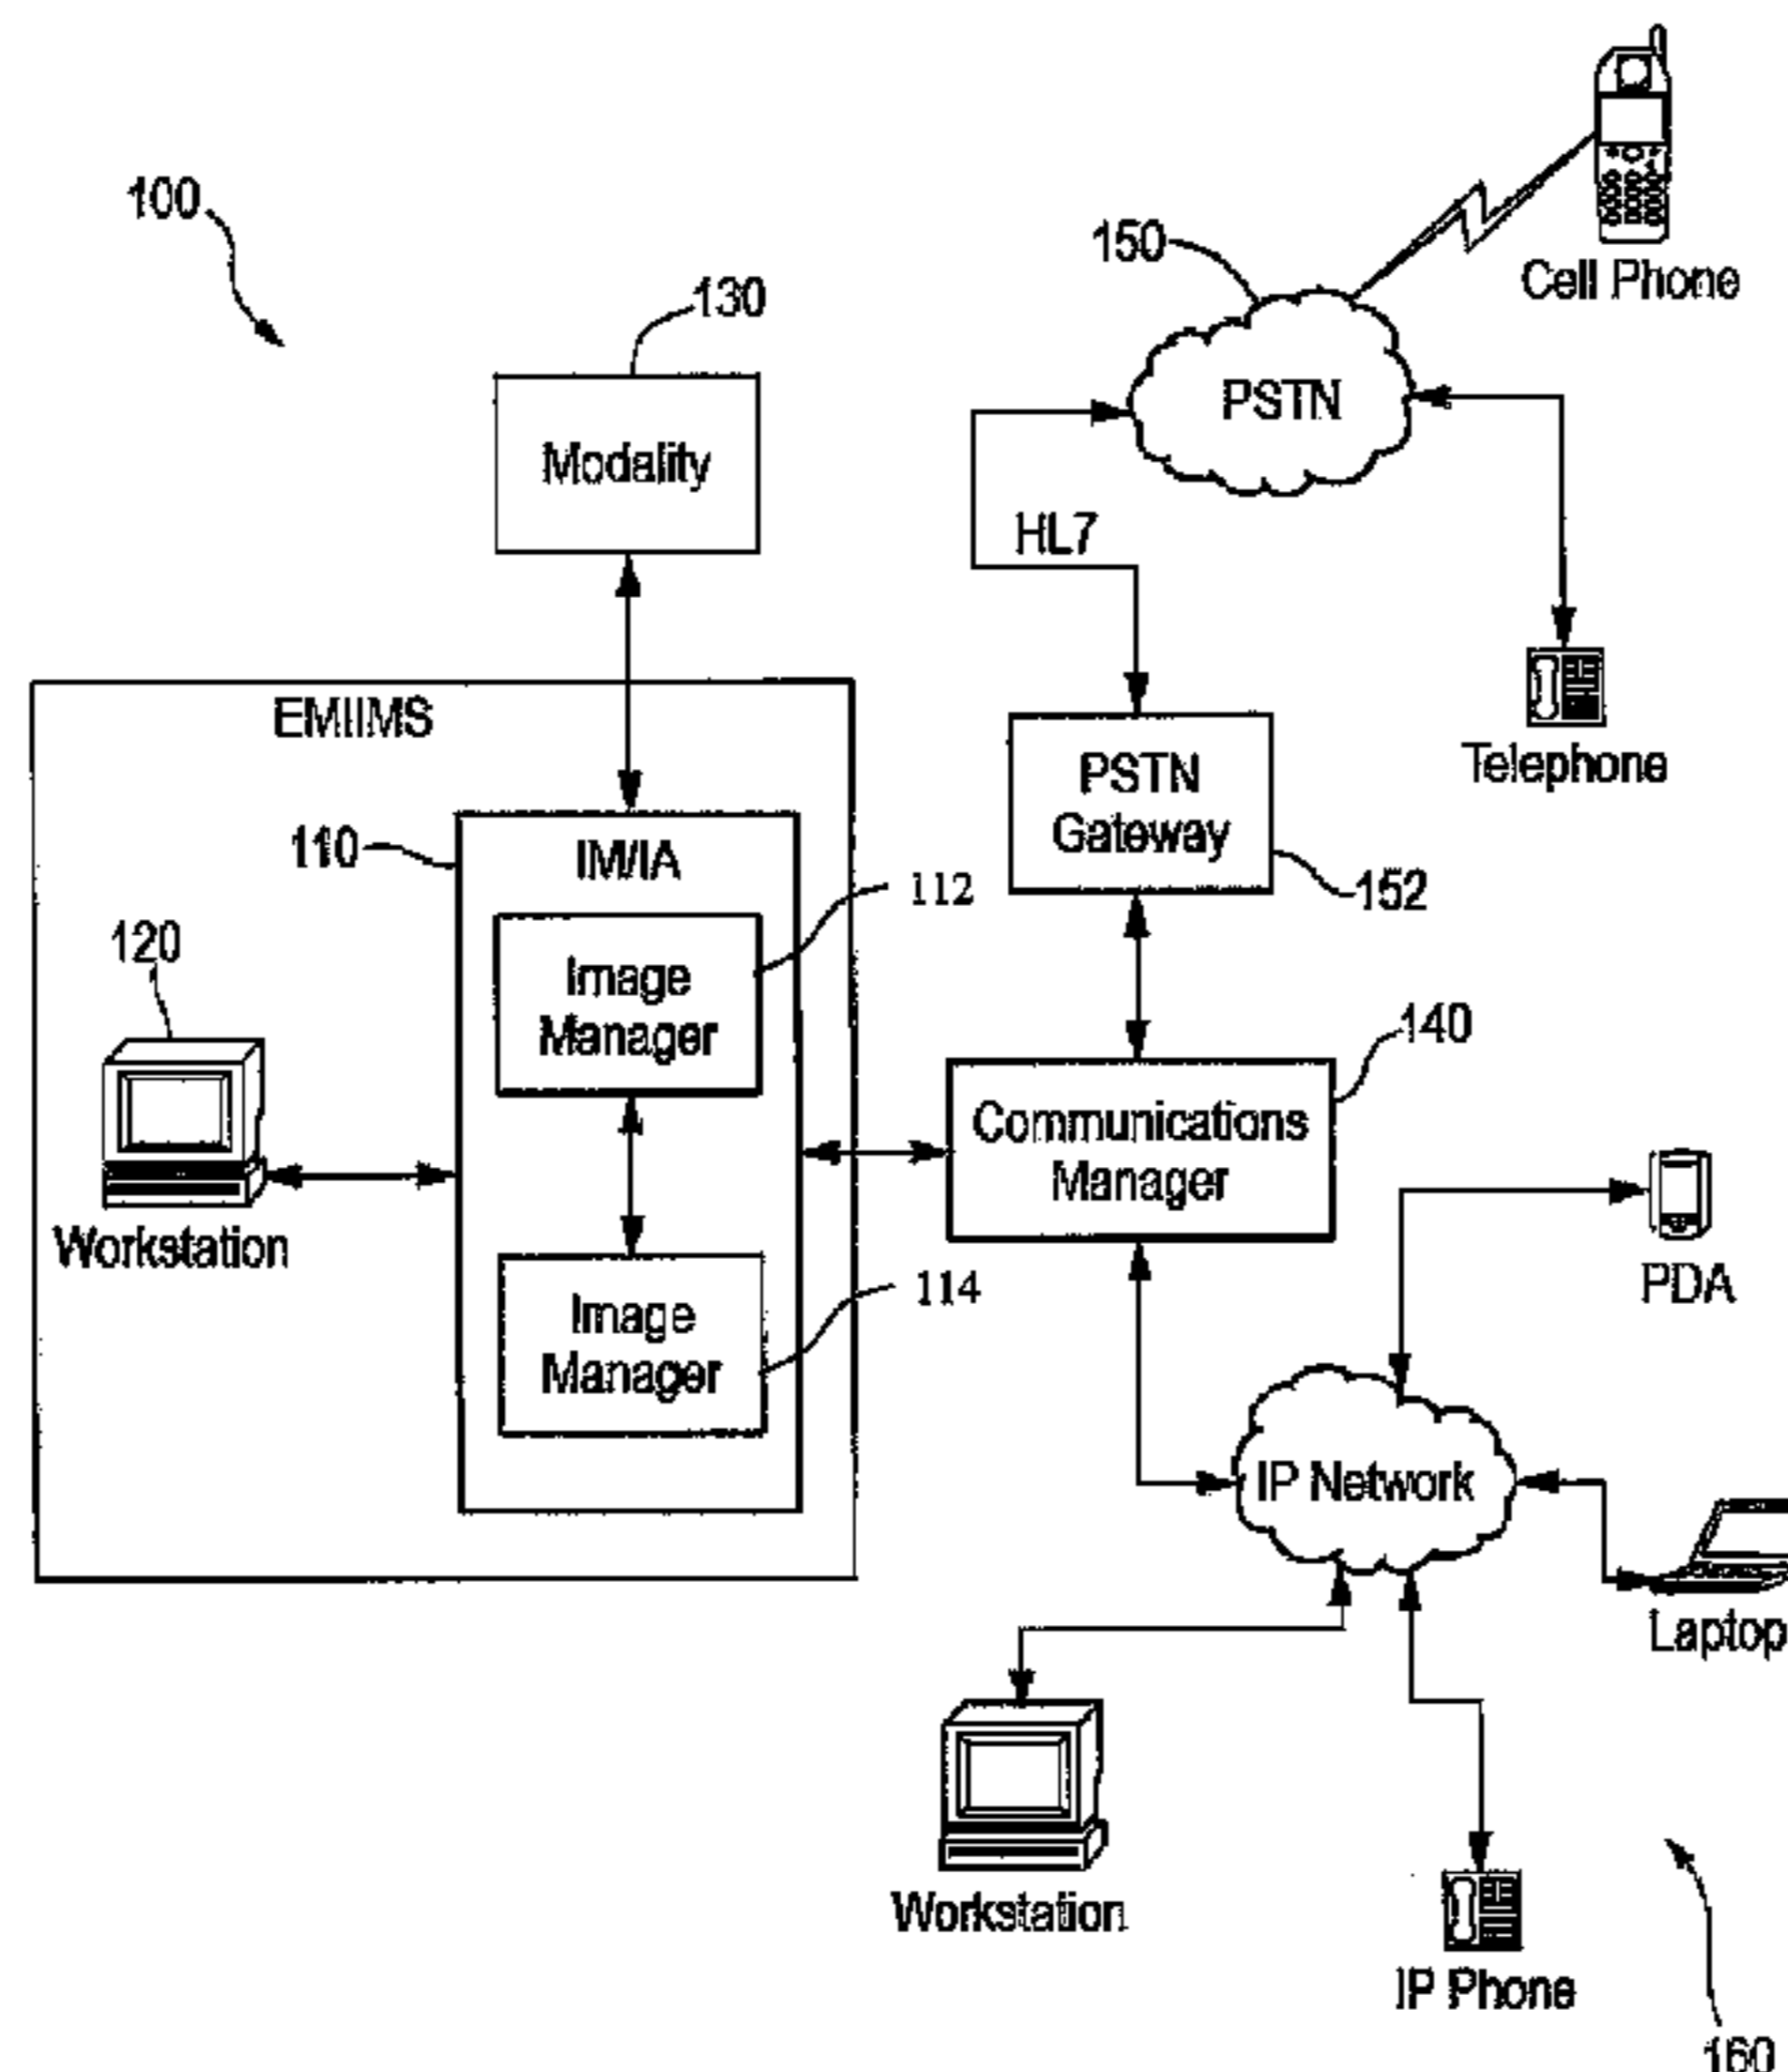 100
150
Cell Phone
130
PSTN
Modality
HL7
EMIIMS
Telephone
PSTN
Gateway
152
110
IM/IA
112
120
Image
Manager
140
Communications
Manager
Workstation
PDA
Image
Manager
114
IP Network
Laptop
Workstation
IP Phone
160